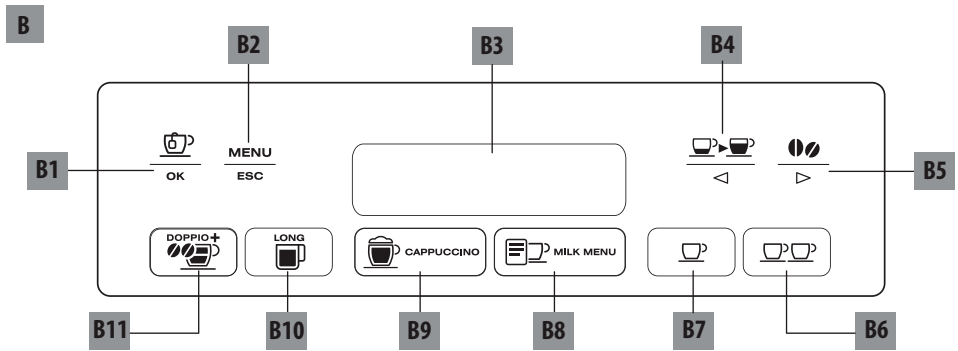 B
B2
B3
B4
MENU
B1
OK
ESC
B5
DOPPIO+
LONG
CAPPUCCINO
MILK MENU
B11
B10
B9
B8
B7
B6